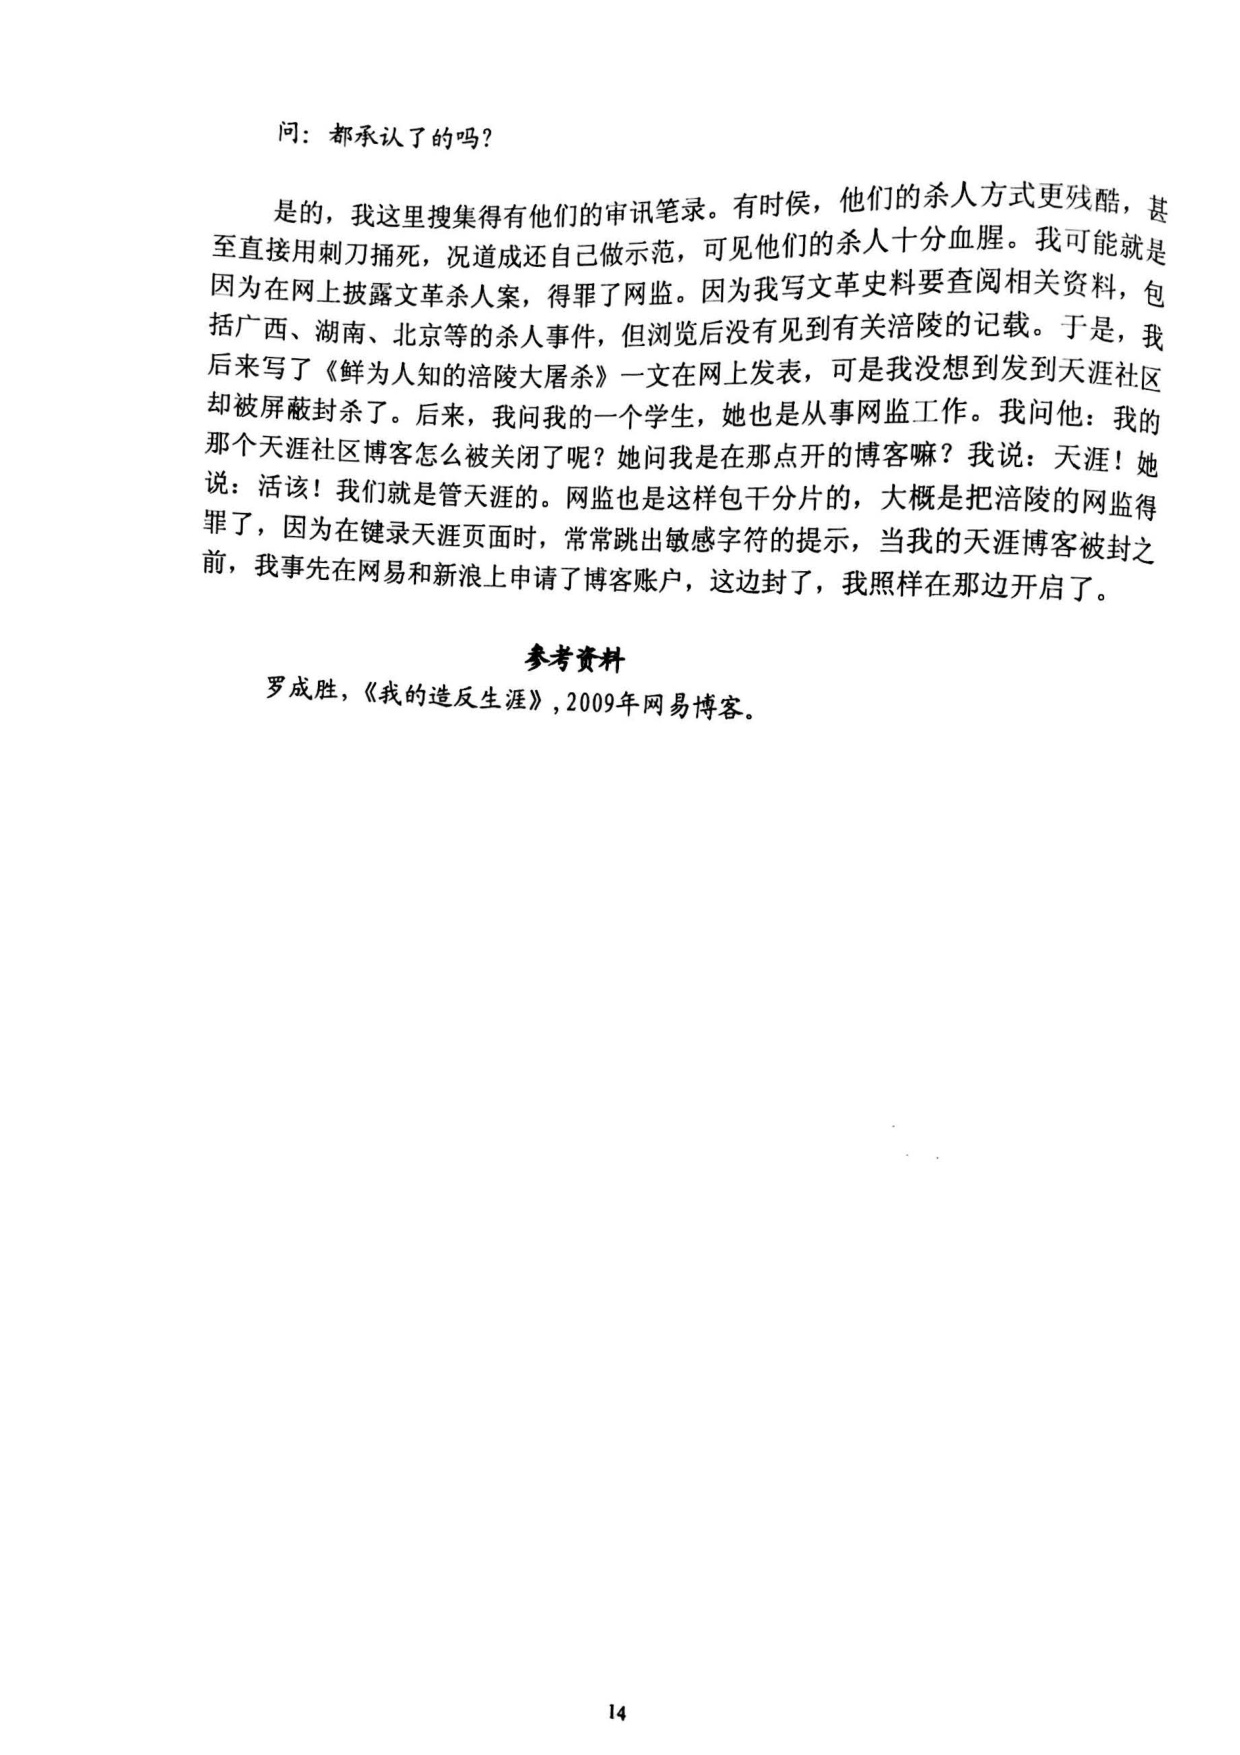 问：都承认了的吗？
是的，我这里搜集得有他们的审讯笔录。有时侯，他们的杀人方式更残酷，甚
至直接用刺刀捅死，况道成还自己做示范，可见他们的杀人十分血腥。我可能就是
因为在网上披露文革杀人案，得罪了网监。因为我写文革史料要查阅相关资料，包
括广西、湖南、北京等的杀人事件，但浏览后没有见到有关涪陵的记载。于是，我
后来写了《鲜为人知的涪陵大屠杀》一文在网上发表，可是我没想到发到天涯社区
却被屏蔽封杀了。后来，我问我的一个学生，她也是从事网监工作。我问他：我的
那个天涯社区博客怎么被关闭了呢？她问我是在那点开的博客嘛？我说：天涯！她
说：活该！我们就是管天涯的。网监也是这样包干分片的，大概是把涪陵的网监得
罪了，因为在键录天涯页面时，常常跳出敏感字符的提示，当我的天涯博客被封之
前，我事先在网易和新浪上申请了博客账户，这边封了，我照样在那边开启了。
参考资料
罗成胜，《我的造反生涯》，2009年网易博客。
14